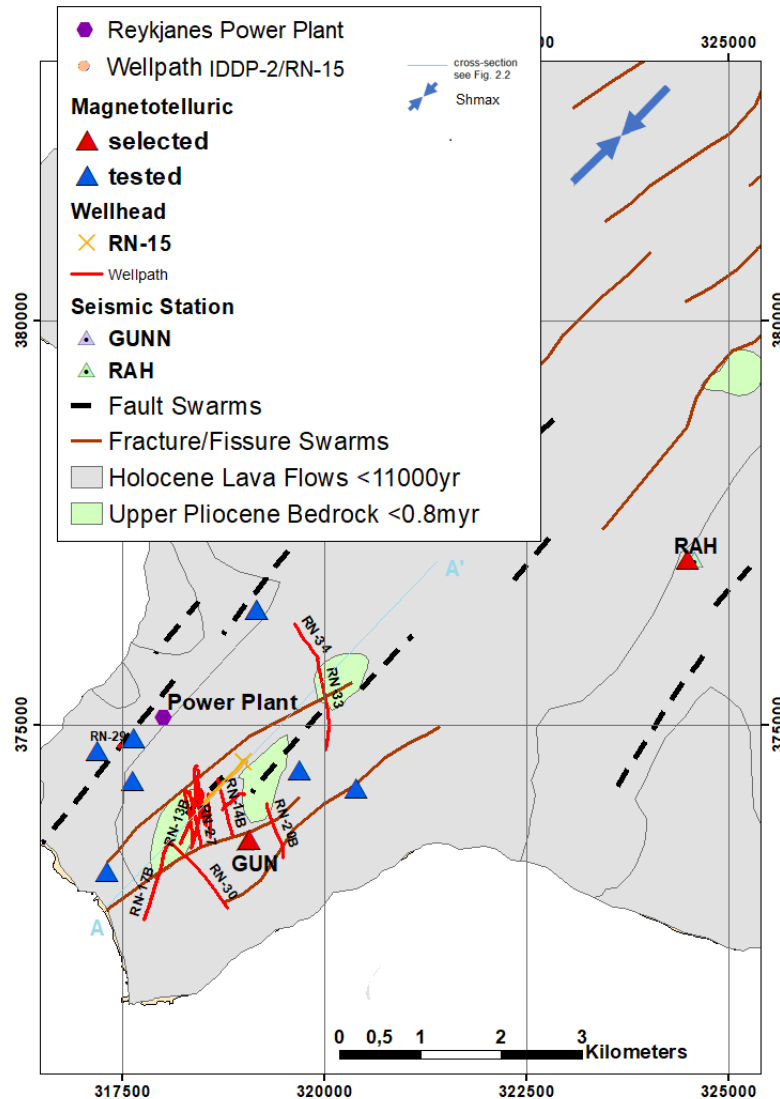 Reykjanes Power Plant
Wellpath IDDP-2/RN-15
cross-section
see Fig. 2.2
Shmax
Magnetotelluric
selected
tested
Wellhead
RN-15
Wellpath
Seismic Station
GUNN
RAH
Fault Swarms
Fracture/Fissure Swarms
Holocene Lava Flows <11000yr
Upper Pliocene Bedrock <0.8myr
325000
380000
380000
RAH
A'
RN-34
RN-33
Power Plant
RN-29
375000
375000
RN-13B
RN-14B
RN-20B
GUN
RN-17B
RN-30
A
0 0,5 1 2 3
Kilometers
317500 320000 322500 325000